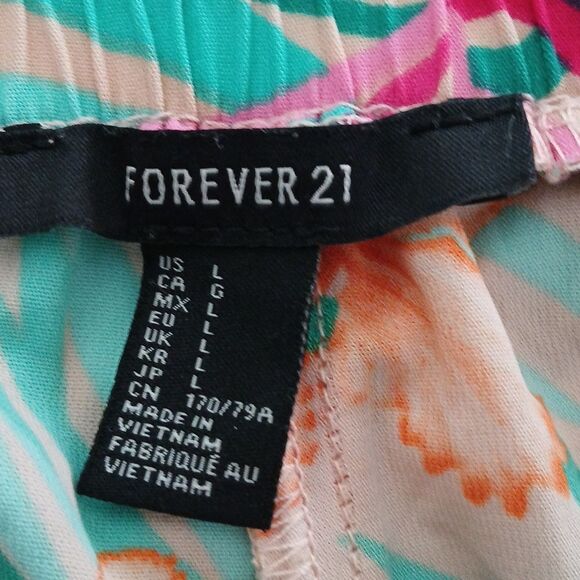 FOREVER 21
US L
CA G
MX L
EU L
UK L
KR L
JP L
CN 170/79A
MADE IN
VIETNAM
FABRIQUÉ AU
VIETNAM